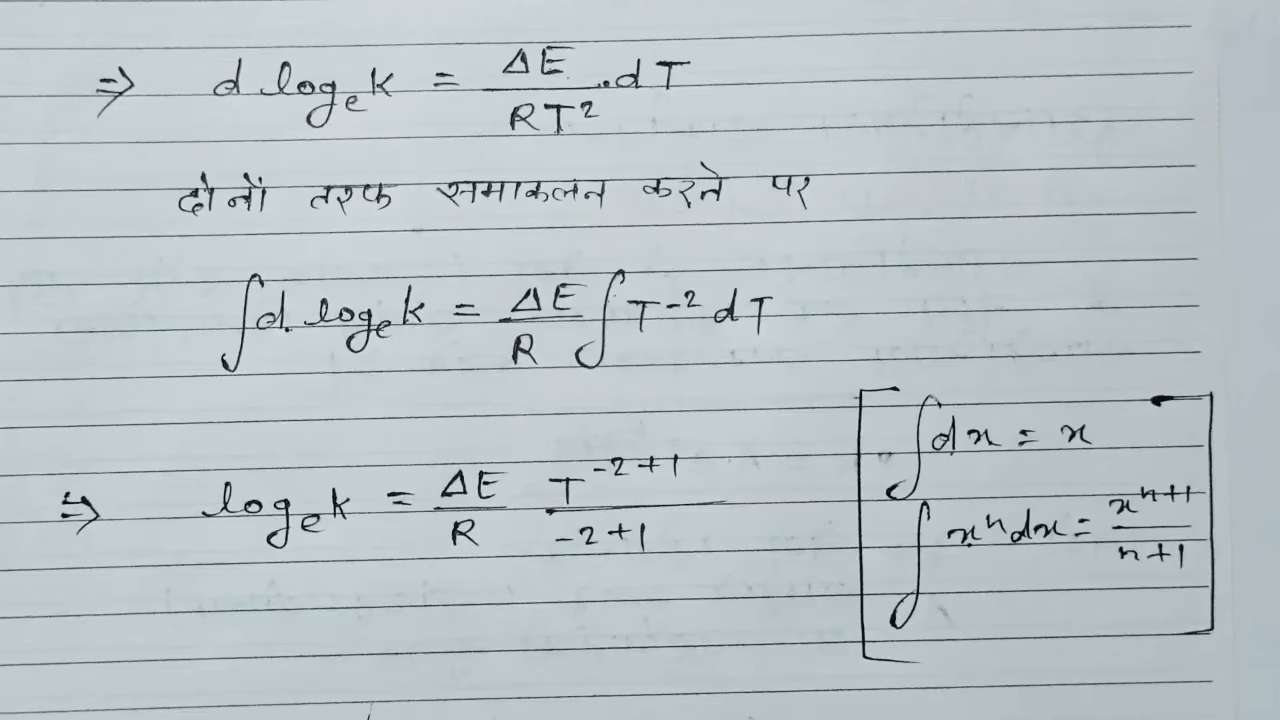 ⇒ d logₑk = ΔE/RT² .dT
दोनों तरफ समाकलन करते पर
∫d. logₑk = ΔE/R ∫T⁻² dT
⇒ logₑk = ΔE/R T⁻²⁺¹/-2+1
∫dx = x
∫xⁿdx = xⁿ⁺¹/n+1